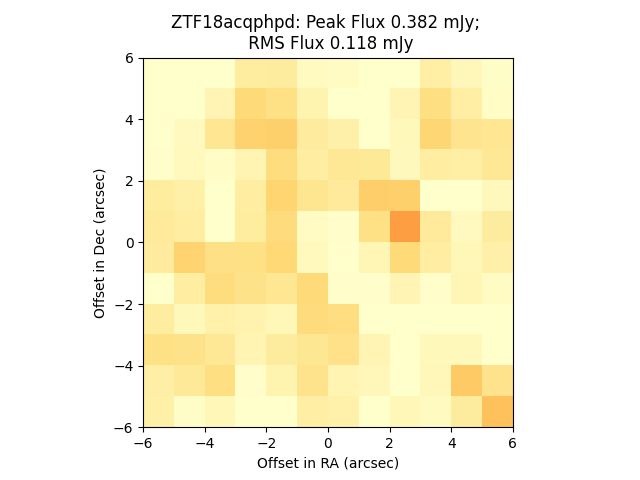 ZTF18acqphpd: Peak Flux 0.382 mJy;
RMS Flux 0.118 mJy
6
4
2
0
−2
−4
−6
Offset in Dec (arcsec)
−6 −4 −2 0 2 4 6
Offset in RA (arcsec)